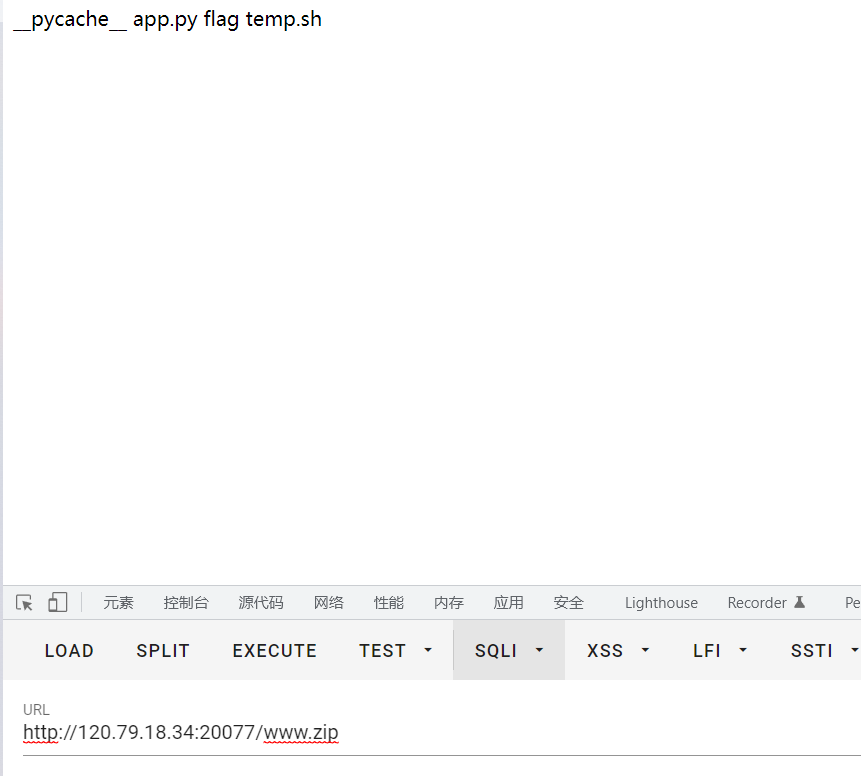 __pycache__ app.py flag temp.sh
元素 控制台 源代码 网络 性能 内存 应用 安全 Lighthouse Recorder Pe
LOAD SPLIT EXECUTE TEST SQLI XSS LFI SSTI
URL
http://120.79.18.34:20077/www.zip